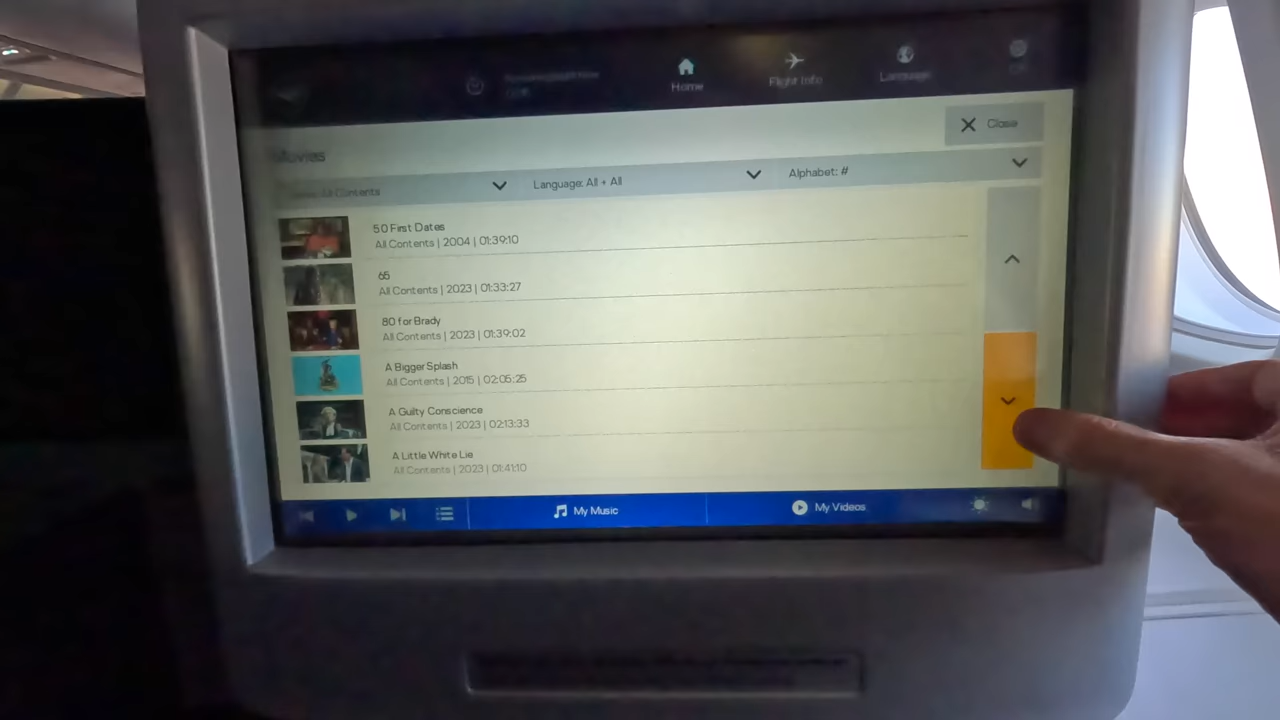 Home
Flight Info
Language
Close
Movies
All Contents
Language: All + All
Alphabet: #
50 First Dates
All Contents | 2004 | 01:39:10
65
All Contents | 2023 | 01:33:27
80 for Brady
All Contents | 2023 | 01:39:02
A Bigger Splash
All Contents | 2015 | 02:05:25
A Guilty Conscience
All Contents | 2023 | 02:13:33
A Little White Lie
All Contents | 2023 | 01:41:10
My Music
My Videos